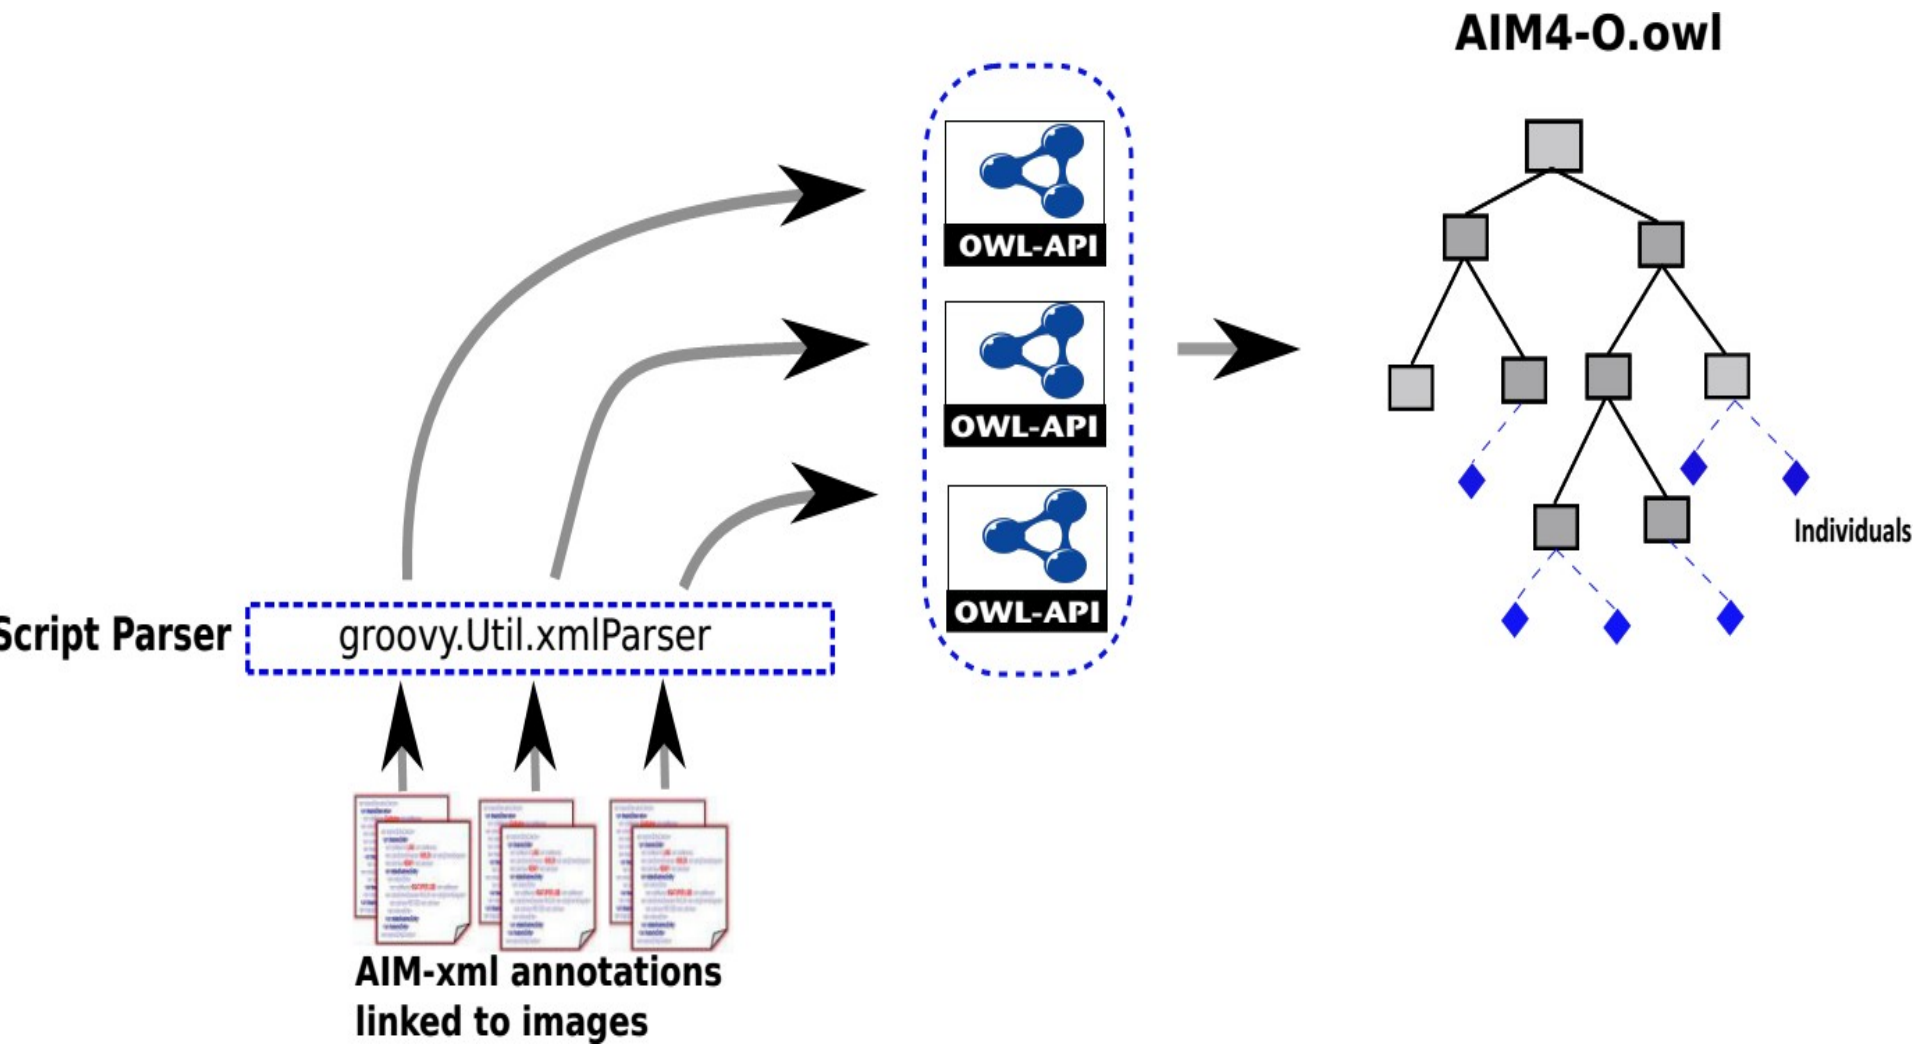 AIM4-O.owl
OWL-API
OWL-API
OWL-API
Individuals
Script Parser
groovy.Util.xmlParser
AIM-xml annotations
linked to images